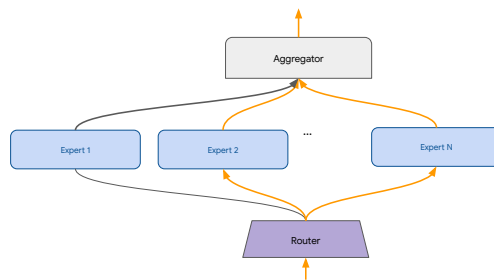 Aggregator
Expert 1
Expert 2
...
Expert N
Router